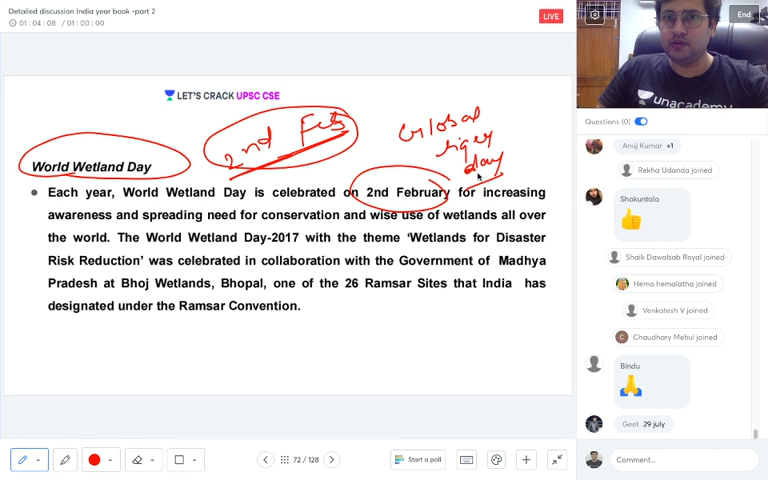 Detailed discussion India year book -part 2
01 : 04 : 08 / 01 : 00 : 00
LIVE
End
LET'S CRACK UPSC CSE
2nd Feb
Global
tiger
day
World Wetland Day
Each year, World Wetland Day is celebrated on 2nd February for increasing
awareness and spreading need for conservation and wise use of wetlands all over
the world. The World Wetland Day-2017 with the theme 'Wetlands for Disaster
Risk Reduction' was celebrated in collaboration with the Government of Madhya
Pradesh at Bhoj Wetlands, Bhopal, one of the 26 Ramsar Sites that India has
designated under the Ramsar Convention.
72 / 128
Start a poll
unacademy
Questions (0)
Anuj Kumar +1
Rekha Udanda joined
Shakuntala
Shaik Dawalsab Royal joined
Hema hemalatha joined
Venkatesh V joined
C
Chaudhary Mehul joined
Bindu
Geet 29 july
Comment...